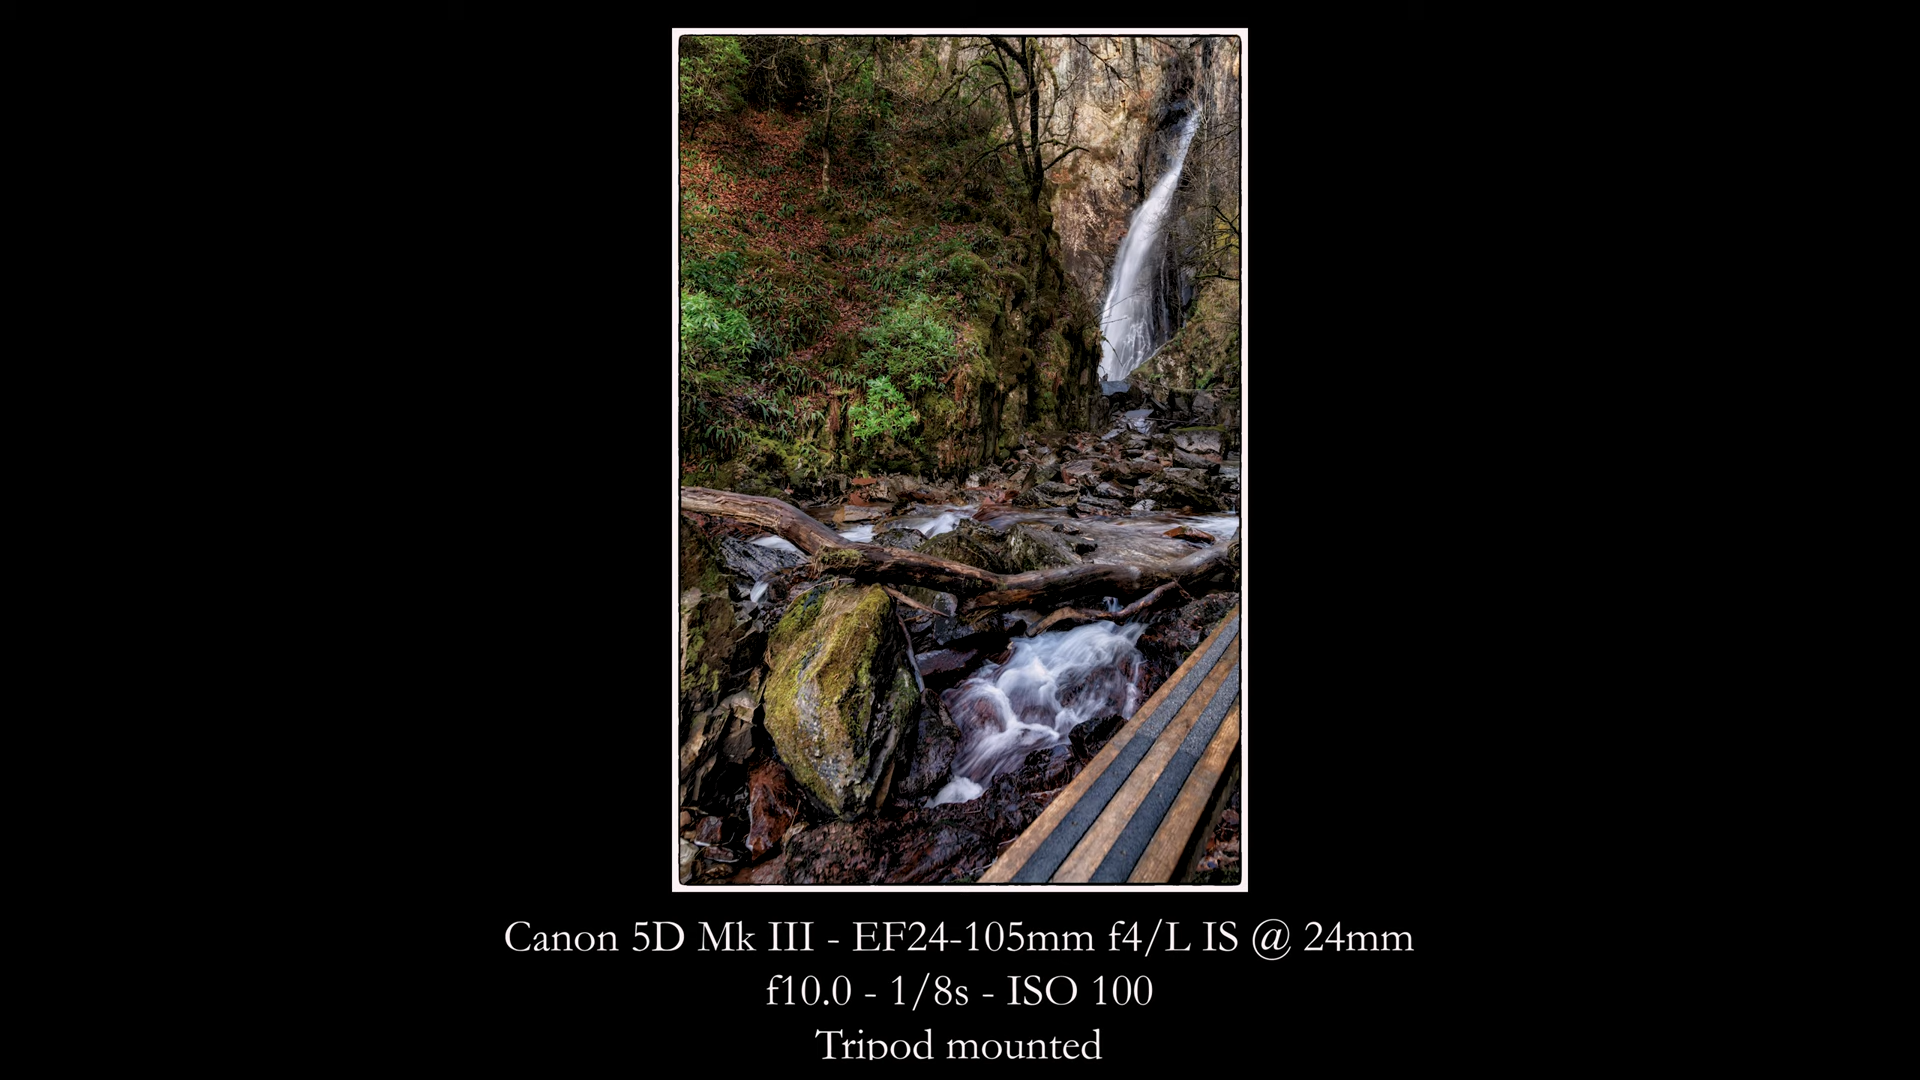 Canon 5D Mk III - EF24-105mm f4/L IS @ 24mm
f10.0 - 1/8s - ISO 100
Tripod mounted